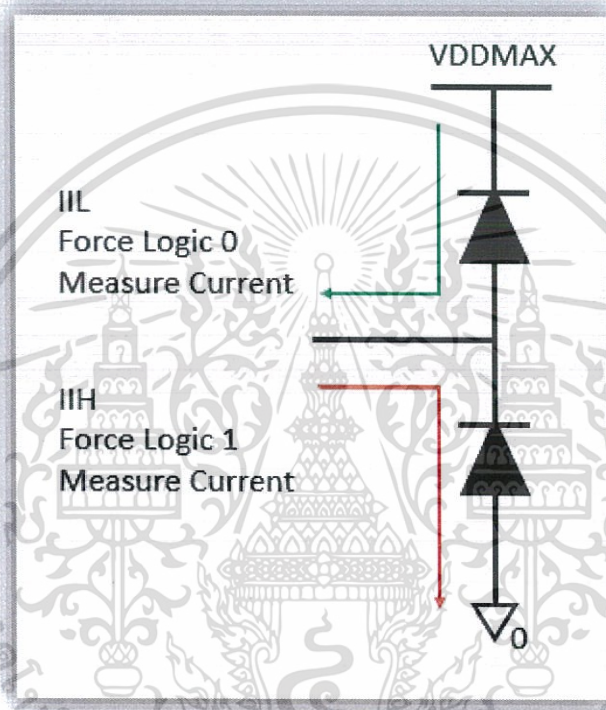 VDDMAX
IIL
Force Logic 0
Measure Current
IIH
Force Logic 1
Measure Current
0